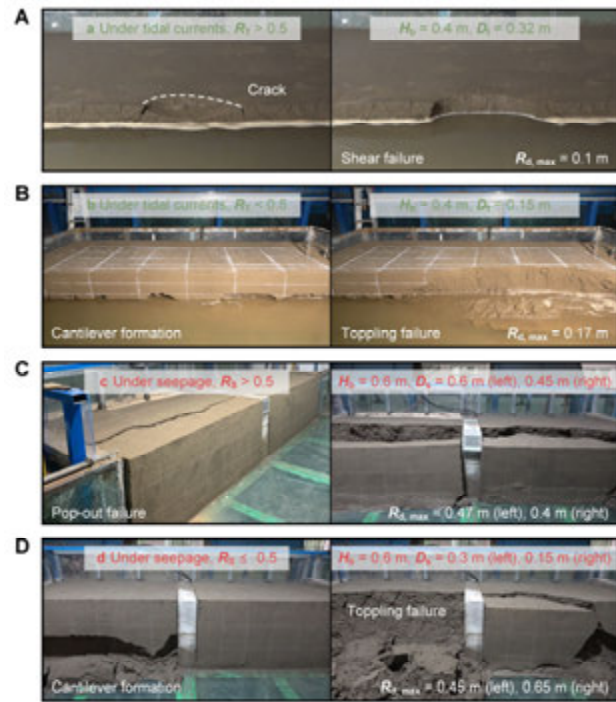 A
a Under tidal currents, R_T > 0.5
H_b = 0.4 m, D_t = 0.32 m
Crack
Shear failure
R_d, max = 0.1 m
B
b Under tidal currents, R_T < 0.5
H_b = 0.4 m, D_t = 0.15 m
Cantilever formation
Toppling failure
R_d, max = 0.17 m
C
c Under seepage, R_S > 0.5
H_b = 0.6 m, D_s = 0.6 m (left), 0.45 m (right)
Pop-out failure
R_d, max = 0.47 m (left), 0.4 m (right)
D
d Under seepage, R_S ≤ 0.5
H_b = 0.6 m, D_s = 0.3 m (left), 0.15 m (right)
Toppling failure
Cantilever formation
R_d, max = 0.45 m (left), 0.65 m (right)